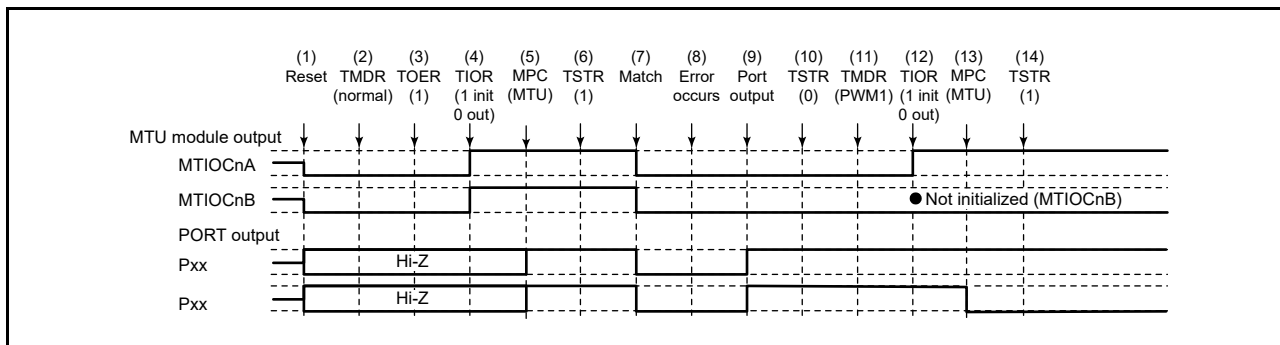 (1) (2) (3) (4) (5) (6) (7) (8) (9) (10) (11) (12) (13) (14)
Reset TMDR TOER TIOR MPC TSTR Match Error Port TSTR TMDR TIOR MPC TSTR
(normal) (1) (1 init (MTU) (1) occurs output (0) (PWM1) (1 init (MTU) (1)
0 out) 0 out)
MTU module output
MTIOCnA
MTIOCnB ● Not initialized (MTIOCnB)
PORT output
Pxx Hi-Z
Pxx Hi-Z